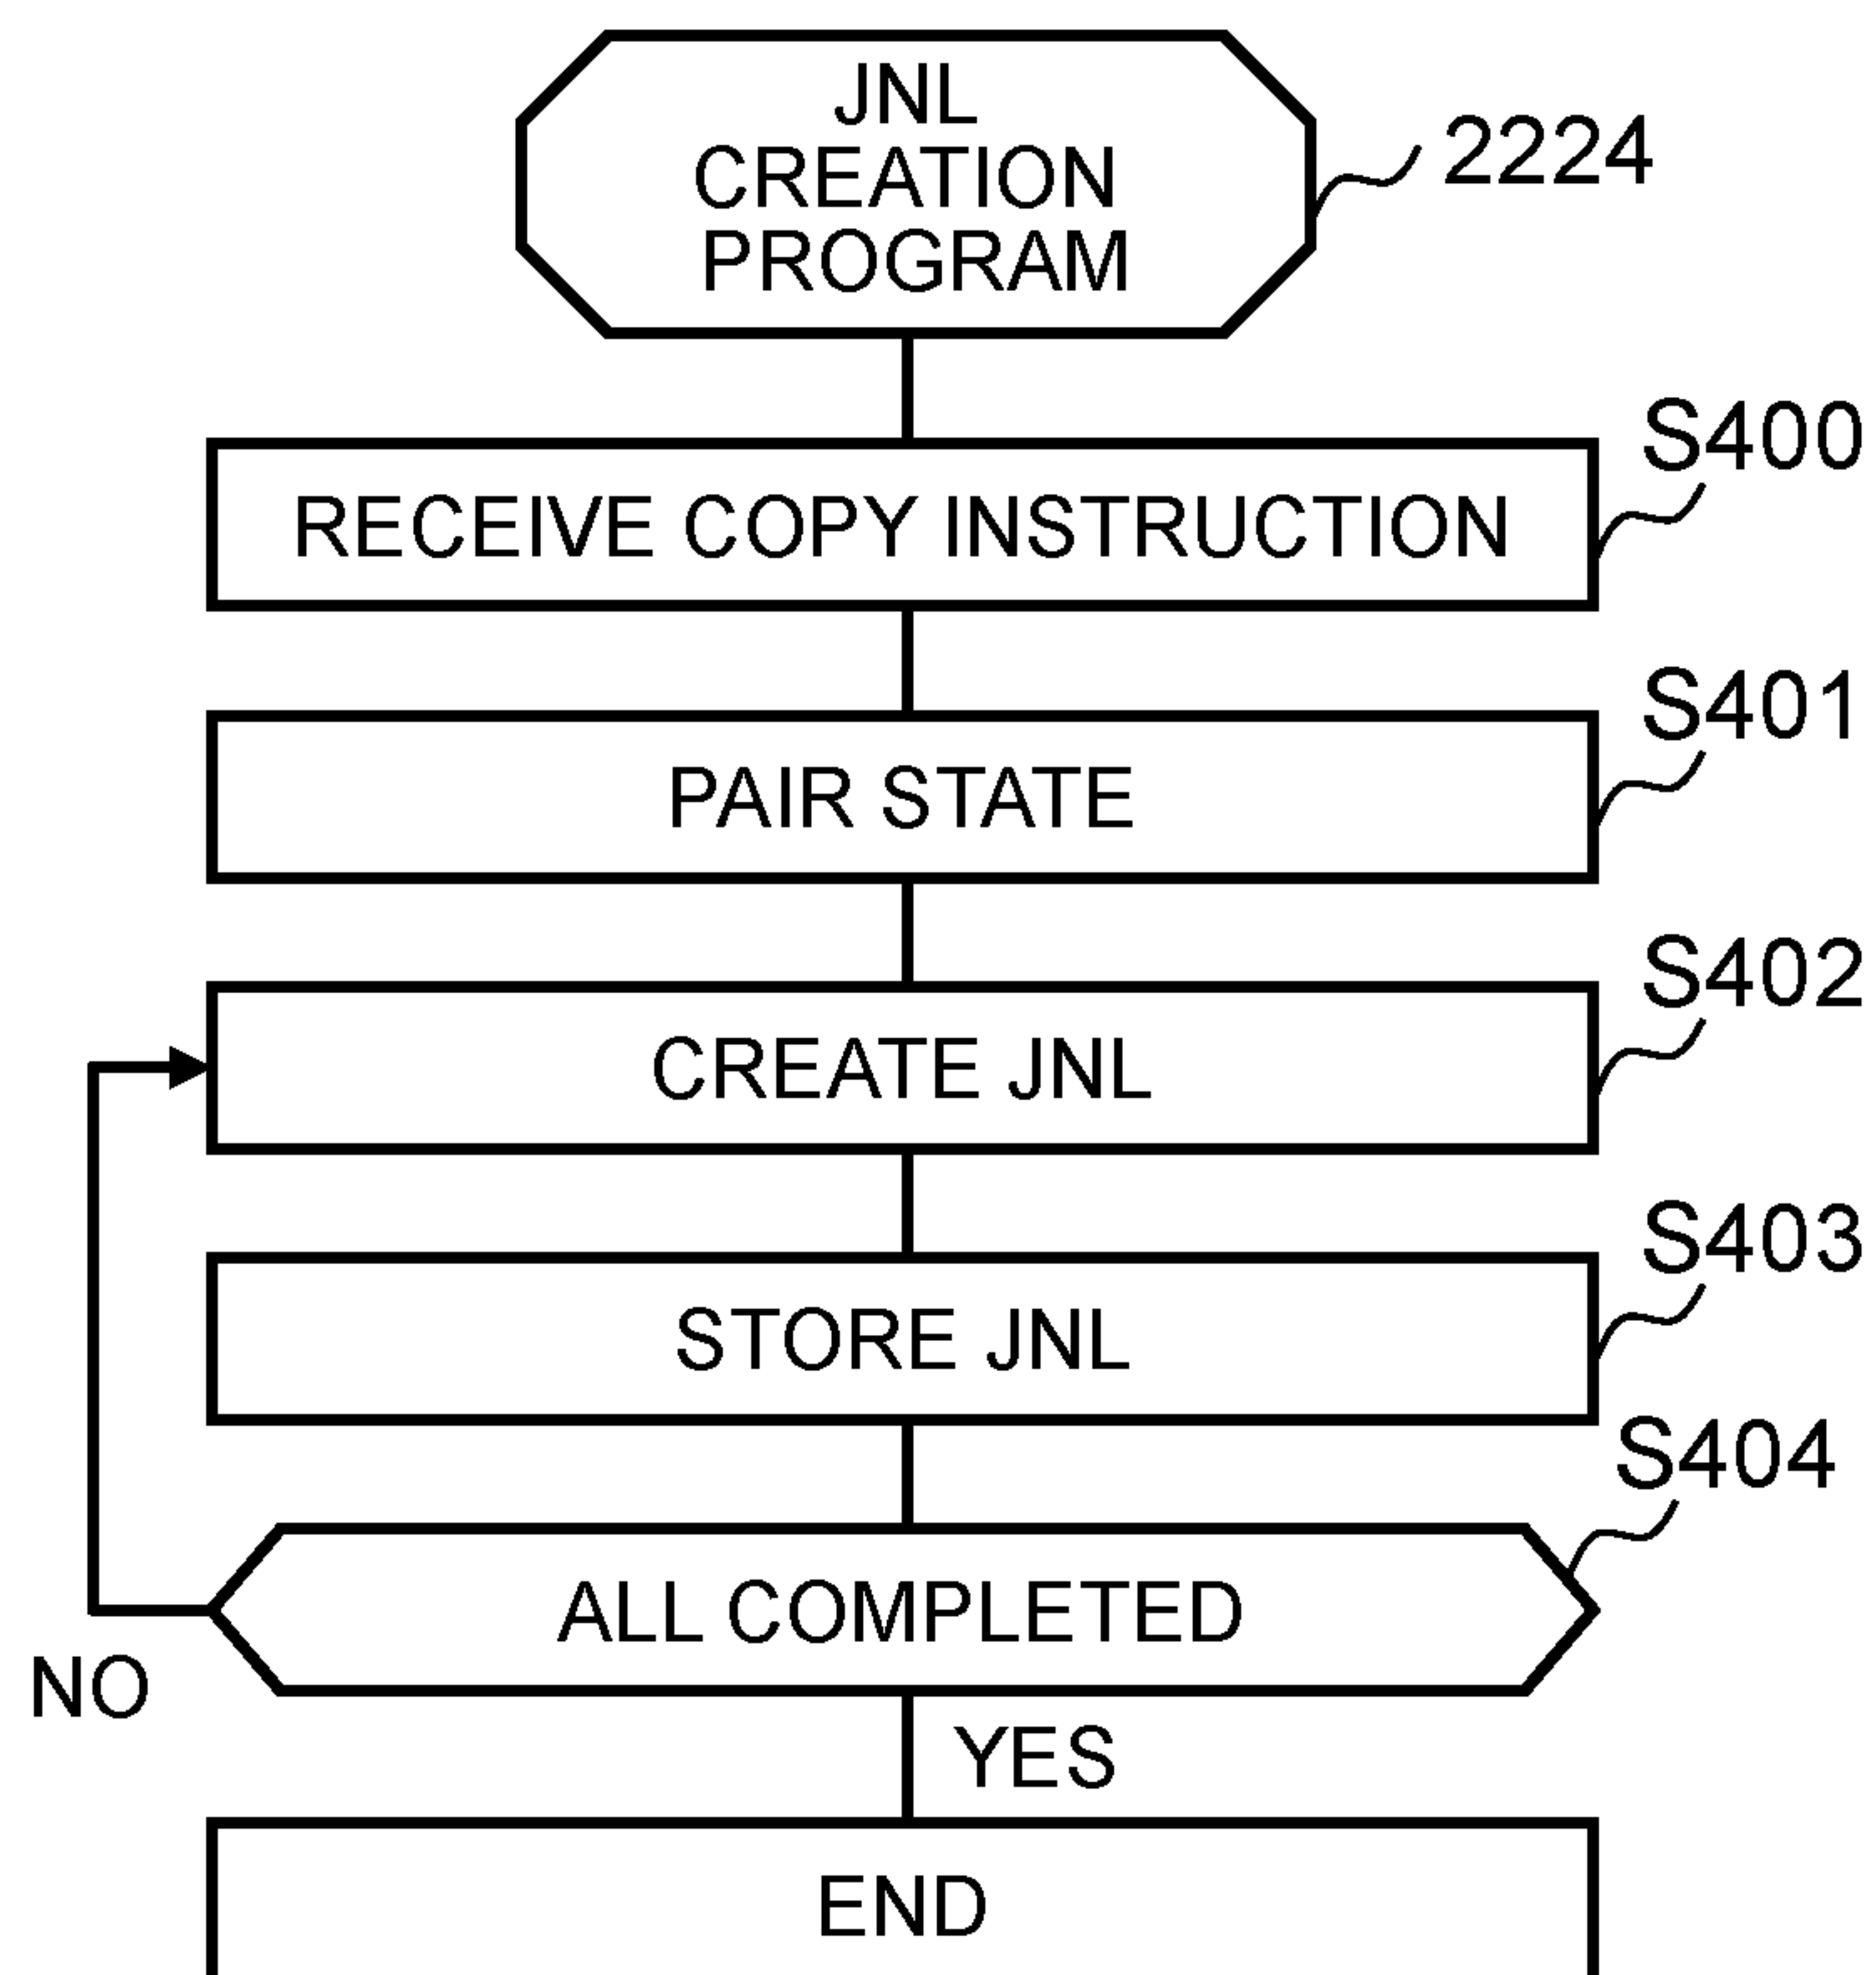 JNL
CREATION
PROGRAM
2224
S400
RECEIVE COPY INSTRUCTION
S401
PAIR STATE
S402
CREATE JNL
S403
STORE JNL
S404
ALL COMPLETED
NO
YES
END